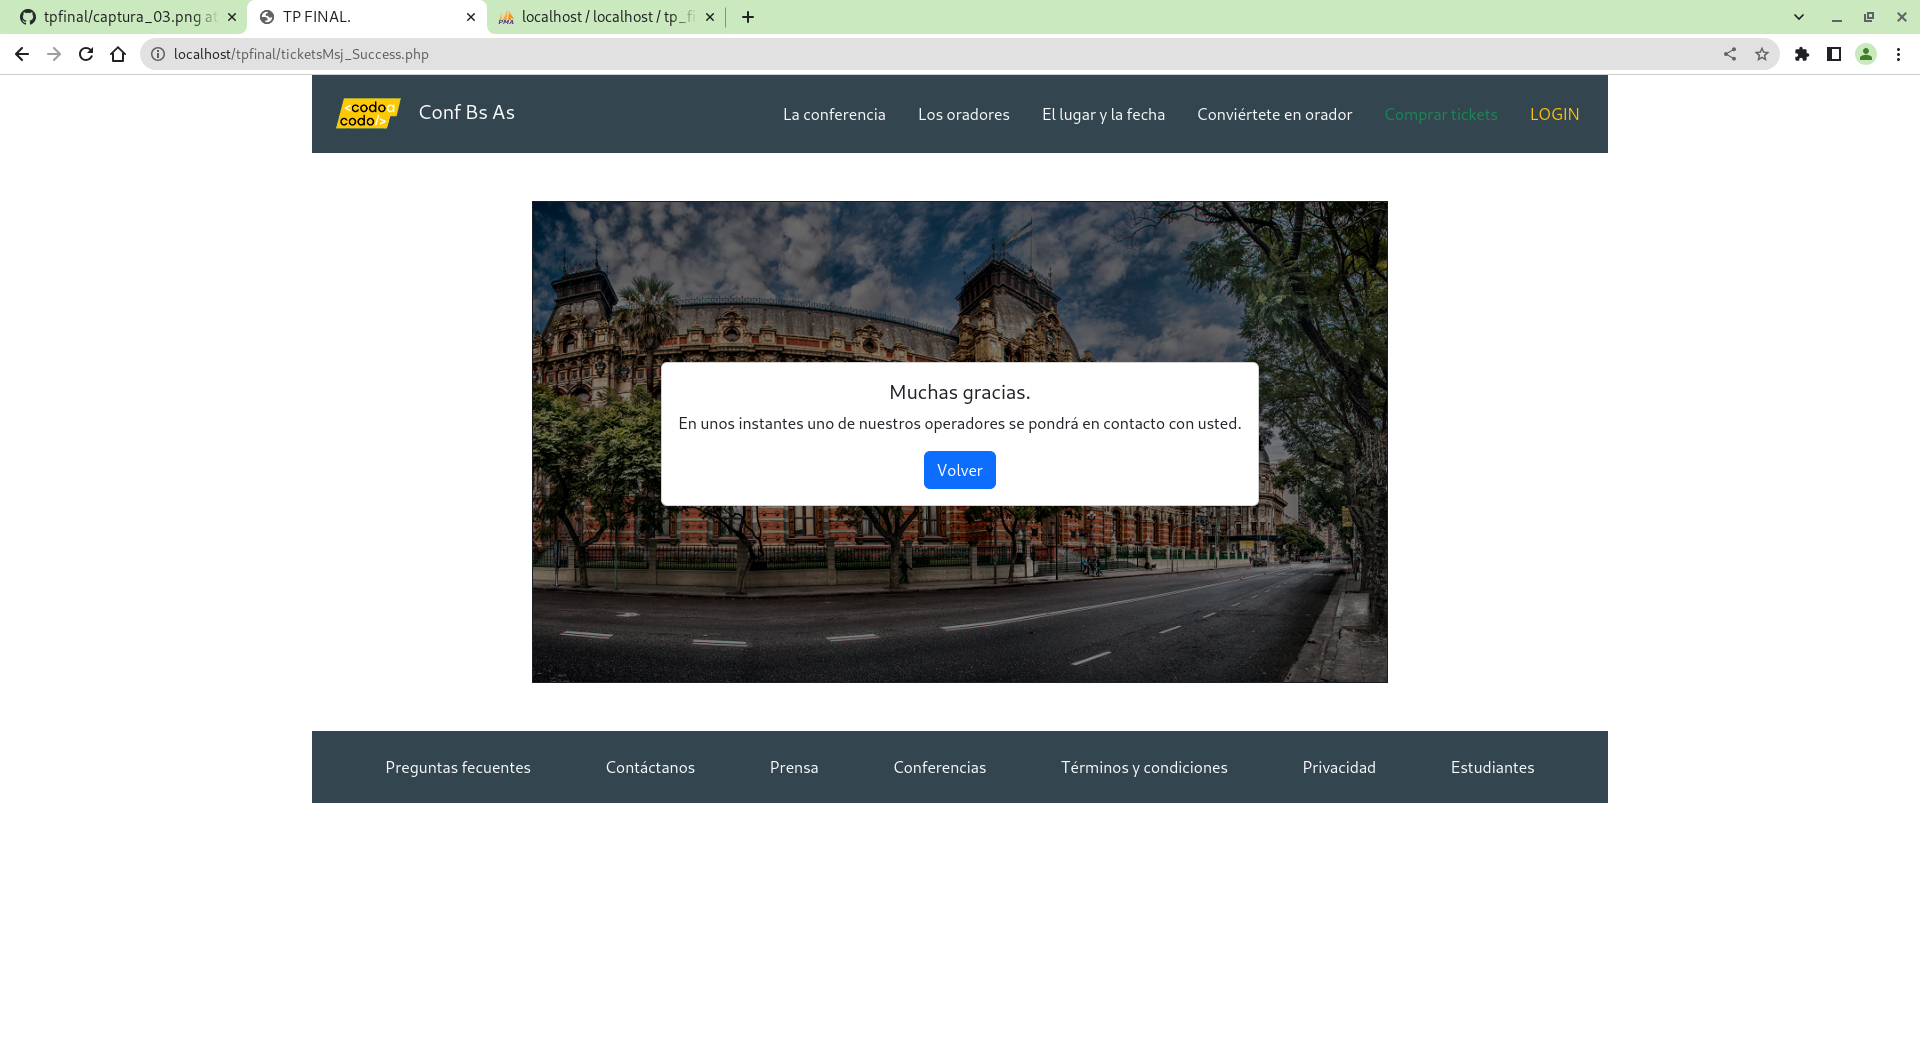 tpfinal/captura_03.png at
TP FINAL.
localhost / localhost / tp_fi
localhost/tpfinal/ticketsMsj_Success.php
<codo a
codo/>
Conf Bs As
La conferencia
Los oradores
El lugar y la fecha
Conviértete en orador
Comprar tickets
LOGIN
Muchas gracias.
En unos instantes uno de nuestros operadores se pondrá en contacto con usted.
Volver
Preguntas fecuentes
Contáctanos
Prensa
Conferencias
Términos y condiciones
Privacidad
Estudiantes